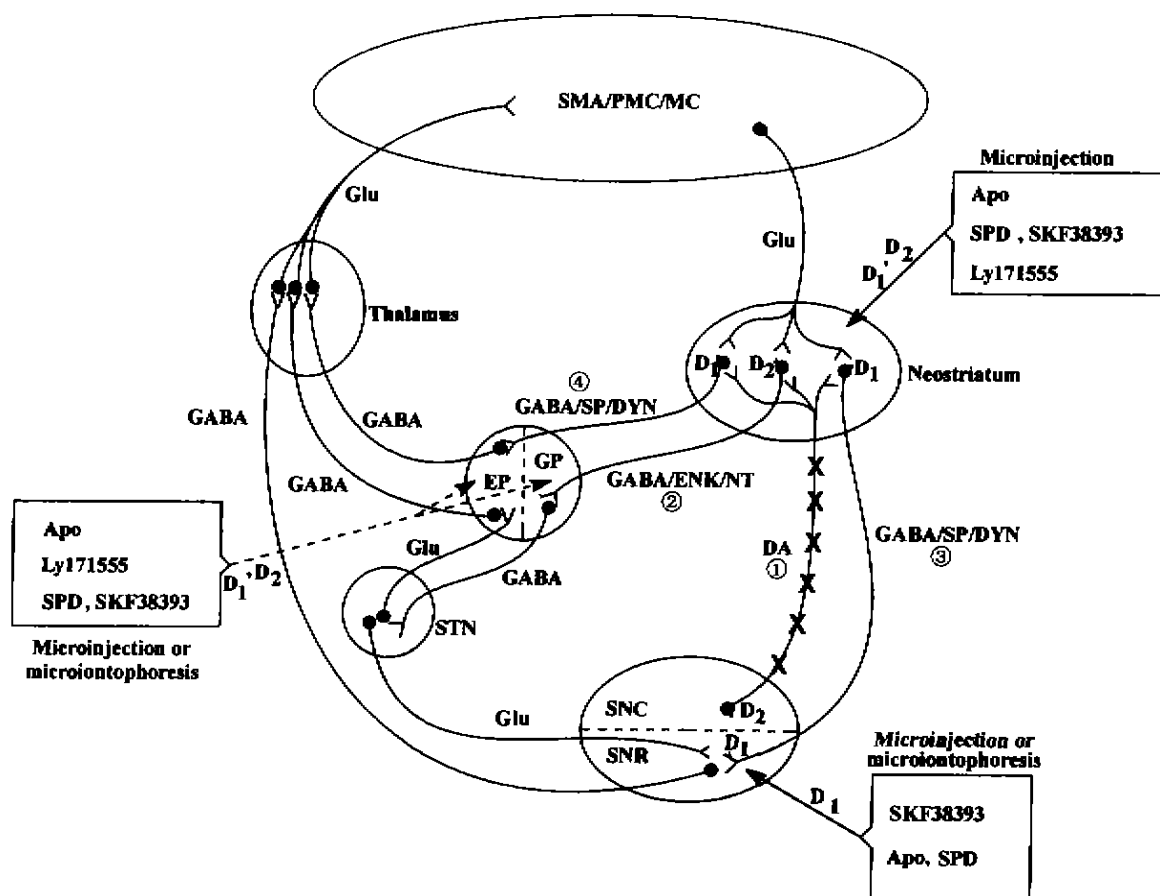 SMA/PMC/MC
Microinjection
Apo
SPD , SKF38393
Ly171555
Glu
Glu
D1, D2
Thalamus
D1
D2
D1
Neostriatum
④
GABA/SP/DYN
GABA
GABA
GP
EP
GABA
GABA/ENK/NT
②
Apo
Ly171555
SPD , SKF38393
D1, D2
Microinjection or
microiontophoresis
Glu
GABA
DA
①
GABA/SP/DYN
③
X
X
X
X
X
X
STN
SNC
D2
Glu
SNR
D1
Microinjection or
microiontophoresis
D1
SKF38393
Apo, SPD